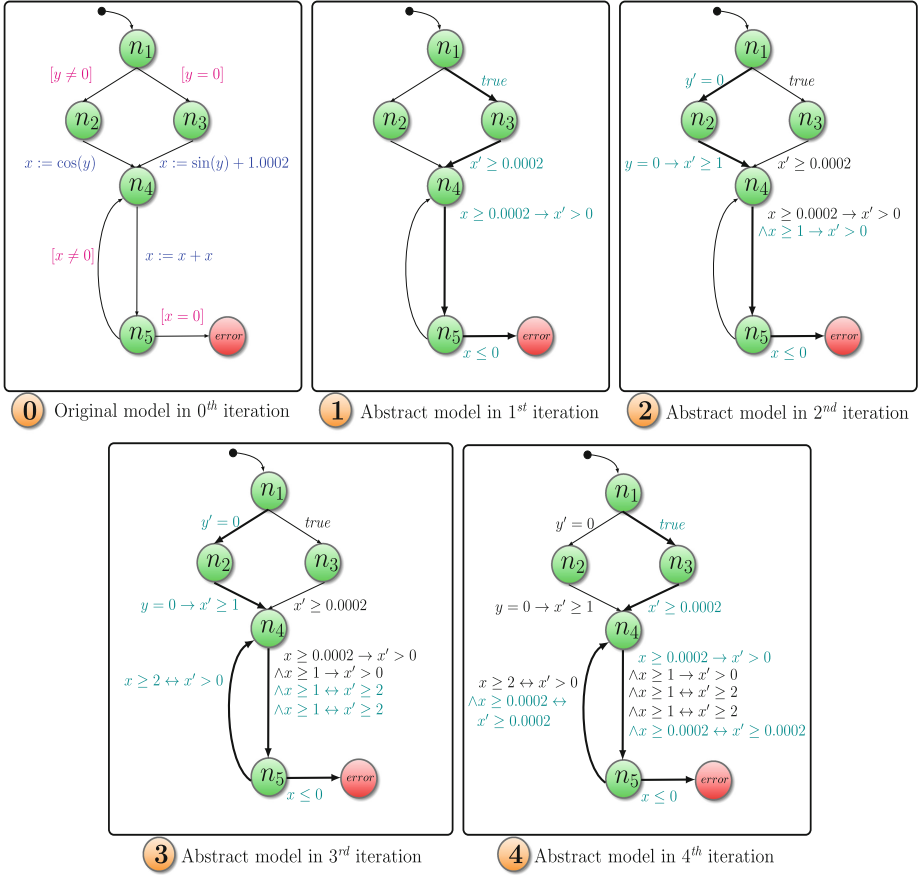 n₁
[y ≠ 0] [y = 0]
n₂ n₃
x := cos(y) x := sin(y) + 1.0002
n₄
[x ≠ 0] x := x + x
[x = 0]
n₅ error
0 Original model in 0ᵗʰ iteration
n₁
true
n₂ n₃
x′ ≥ 0.0002
n₄
x ≥ 0.0002 → x′ > 0
n₅ error
x ≤ 0
1 Abstract model in 1ˢᵗ iteration
n₁
y′ = 0 true
n₂ n₃
y = 0 → x′ ≥ 1 x′ ≥ 0.0002
n₄
x ≥ 0.0002 → x′ > 0
∧x ≥ 1 → x′ > 0
n₅ error
x ≤ 0
2 Abstract model in 2ⁿᵈ iteration
n₁
y′ = 0 true
n₂ n₃
y = 0 → x′ ≥ 1 x′ ≥ 0.0002
n₄
x ≥ 0.0002 → x′ > 0
∧x ≥ 1 → x′ > 0
x ≥ 2 ↔ x′ > 0 ∧x ≥ 1 ↔ x′ ≥ 2
∧x ≥ 1 ↔ x′ ≥ 2
n₅ error
x ≤ 0
3 Abstract model in 3ʳᵈ iteration
n₁
y′ = 0 true
n₂ n₃
y = 0 → x′ ≥ 1 x′ ≥ 0.0002
n₄
x ≥ 0.0002 → x′ > 0
x ≥ 2 ↔ x′ > 0 ∧x ≥ 1 → x′ > 0
∧x ≥ 0.0002 ↔ ∧x ≥ 1 ↔ x′ ≥ 2
x′ ≥ 0.0002 ∧x ≥ 1 ↔ x′ ≥ 2
∧x ≥ 0.0002 ↔ x′ ≥ 0.0002
n₅ error
x ≤ 0
4 Abstract model in 4ᵗʰ iteration